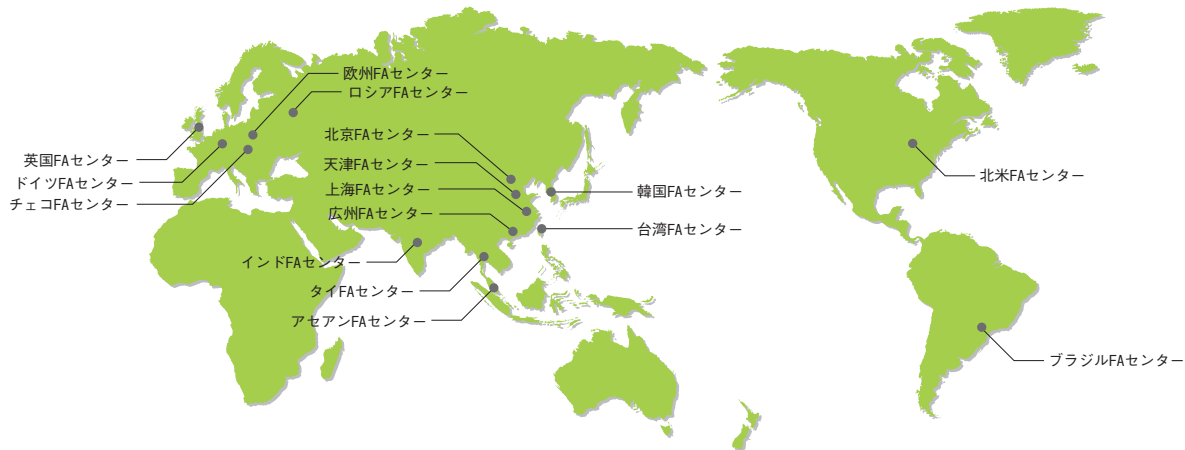 欧州FAセンター
ロシアFAセンター
北京FAセンター
英国FAセンター
天津FAセンター
北米FAセンター
ドイツFAセンター
上海FAセンター
韓国FAセンター
チェコFAセンター
広州FAセンター
台湾FAセンター
インドFAセンター
タイFAセンター
アセアンFAセンター
ブラジルFAセンター